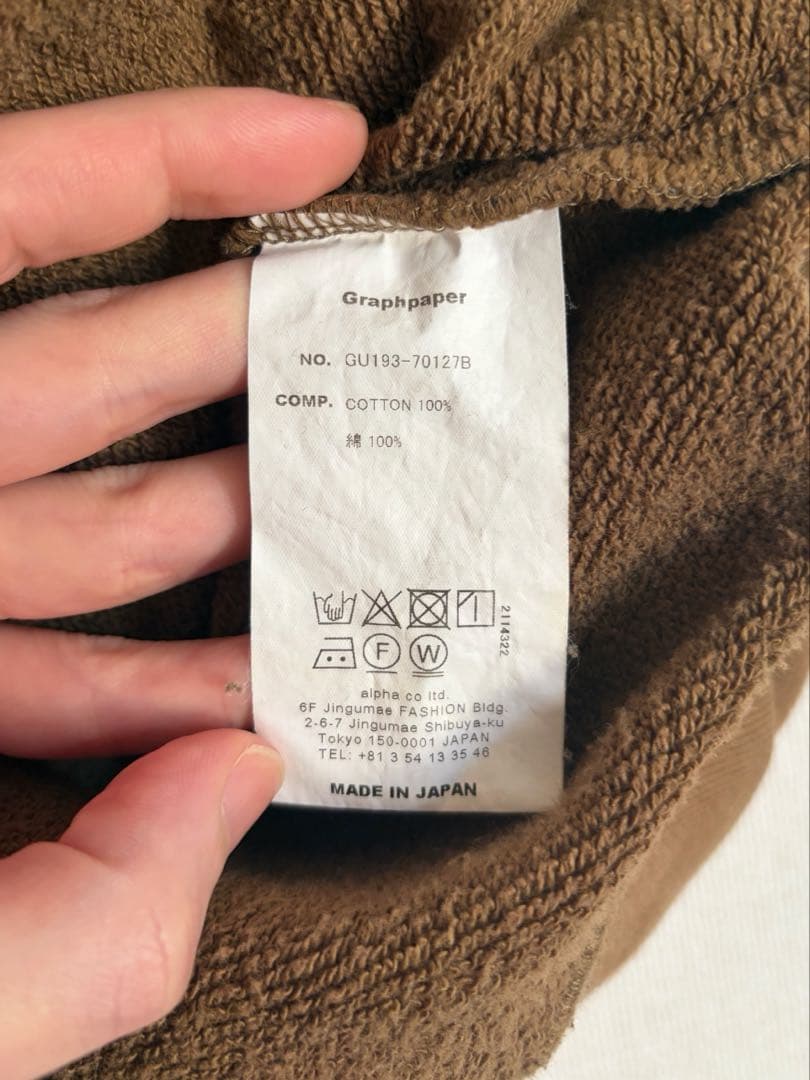 Graphpaper
NO. GU193-70127B
COMP. COTTON 100%
綿 100%
2114322
F W
alpha co ltd.
6F Jingumae FASHION Bldg.
2-6-7 Jingumae Shibuya-ku
Tokyo 150-0001 JAPAN
TEL: +81 3 54 13 35 46
MADE IN JAPAN